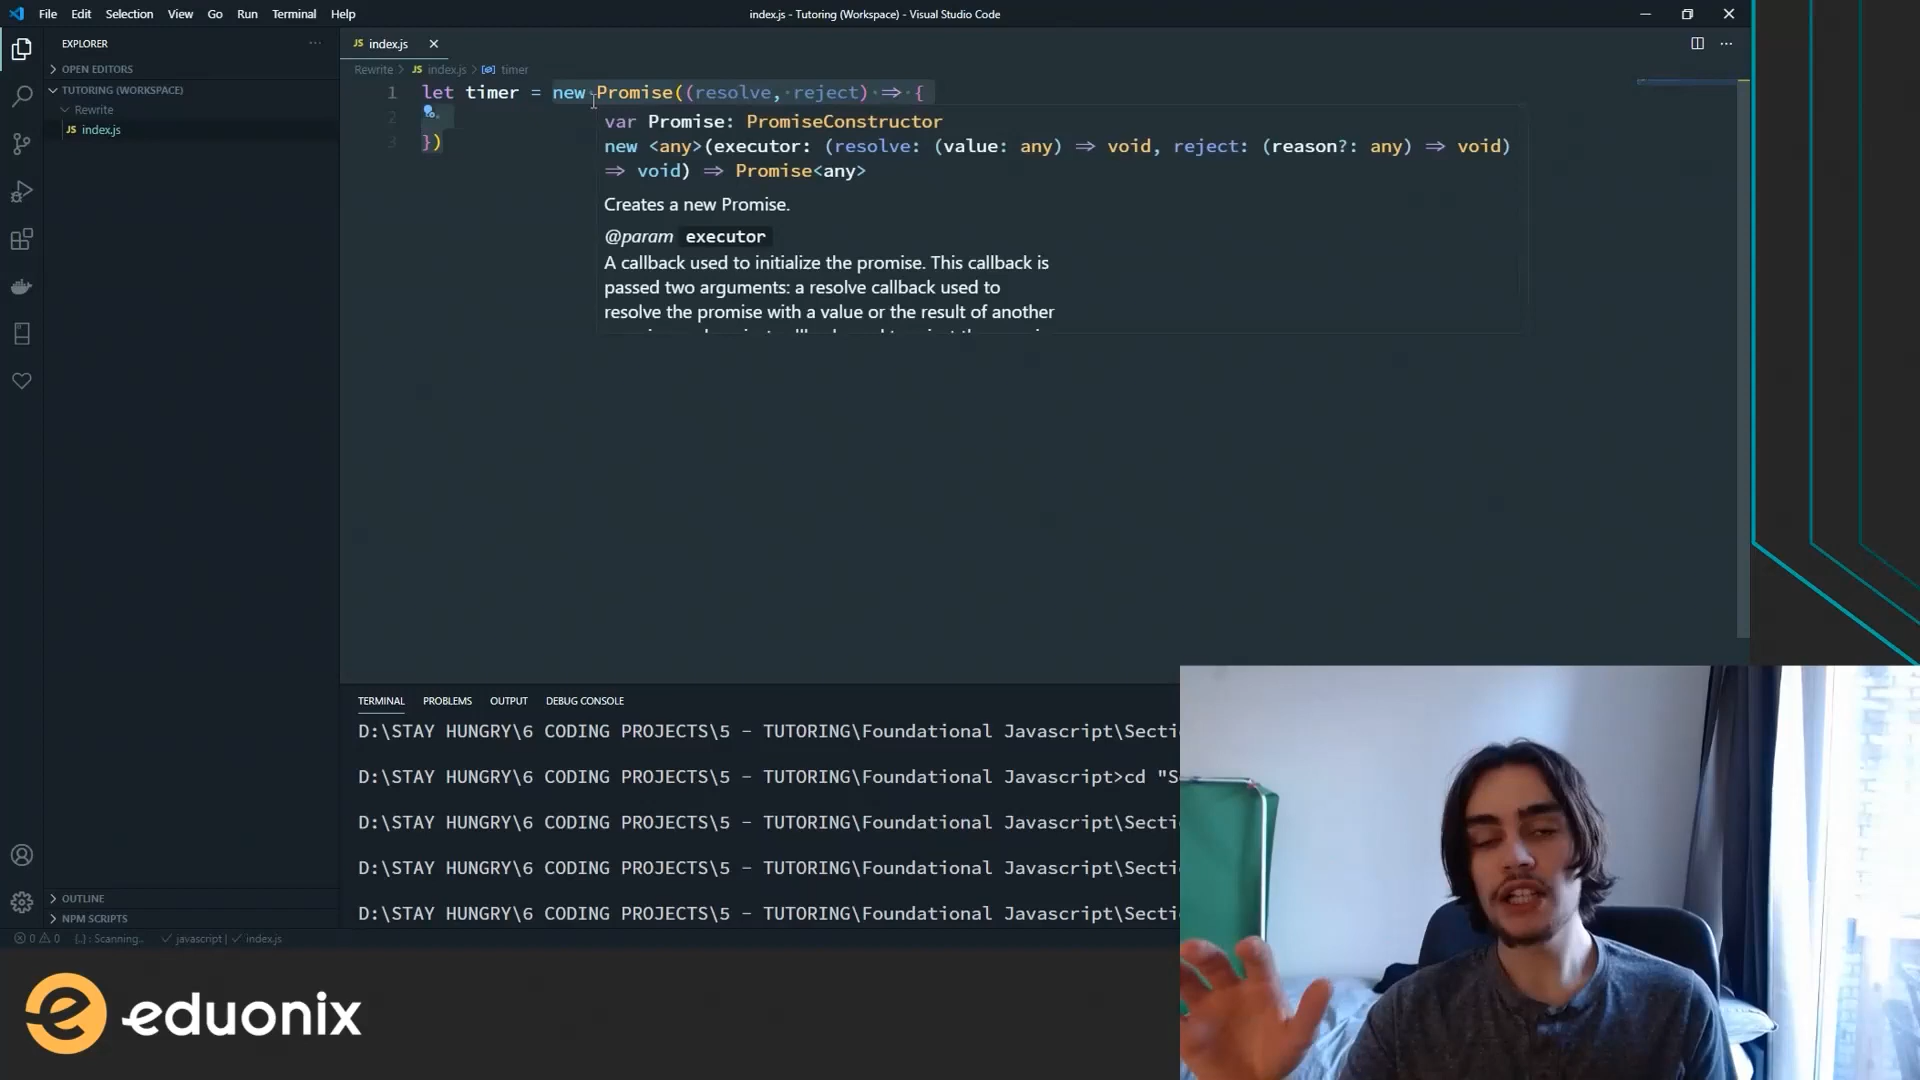 File Edit Selection View Go Run Terminal Help
index.js - Tutoring (Workspace) - Visual Studio Code
EXPLORER
OPEN EDITORS
TUTORING (WORKSPACE)
Rewrite
JS index.js
JS index.js
Rewrite > JS index.js > timer
1 let timer = new Promise((resolve, reject) => {
2
3 })
var Promise: PromiseConstructor
new <any>(executor: (resolve: (value: any) => void, reject: (reason?: any) => void)
=> void) => Promise<any>
Creates a new Promise.
@param executor
A callback used to initialize the promise. This callback is
passed two arguments: a resolve callback used to
resolve the promise with a value or the result of another
TERMINAL PROBLEMS OUTPUT DEBUG CONSOLE
D:\STAY HUNGRY\6 CODING PROJECTS\5 - TUTORING\Foundational Javascript\Secti
D:\STAY HUNGRY\6 CODING PROJECTS\5 - TUTORING\Foundational Javascript>cd "S
D:\STAY HUNGRY\6 CODING PROJECTS\5 - TUTORING\Foundational Javascript\Secti
D:\STAY HUNGRY\6 CODING PROJECTS\5 - TUTORING\Foundational Javascript\Secti
D:\STAY HUNGRY\6 CODING PROJECTS\5 - TUTORING\Foundational Javascript\Secti
OUTLINE
NPM SCRIPTS
0 0 {..} : Scanning.. ✓ javascript | ✓ index.js
eduonix